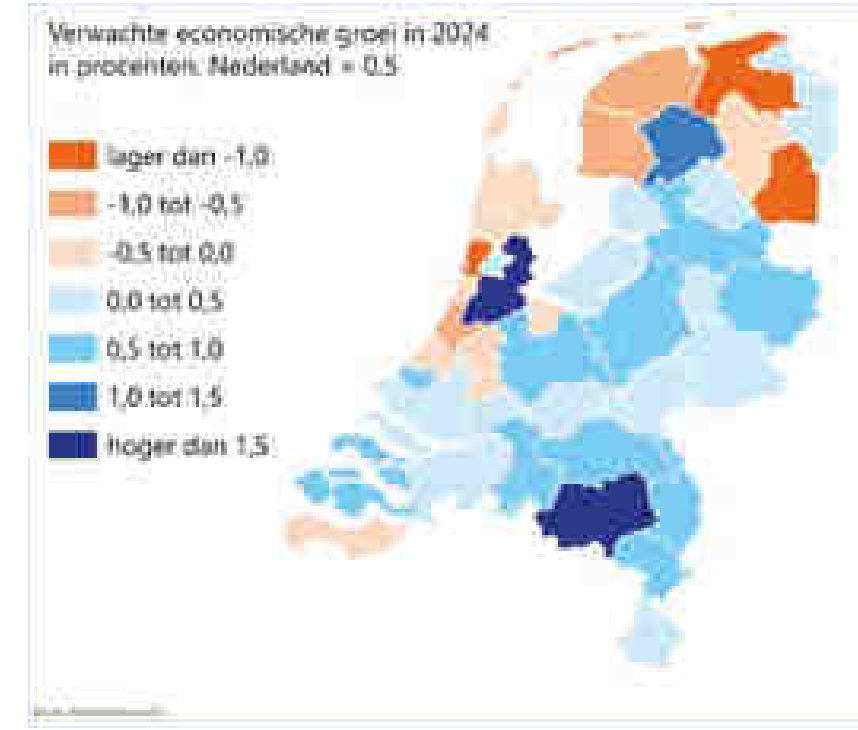 Verwachte economische groei in 2024
in procenten. Nederland = 0,5
lager dan -1,0
-1,0 tot -0,5
-0,5 tot 0,0
0,0 tot 0,5
0,5 tot 1,0
1,0 tot 1,5
hoger dan 1,5